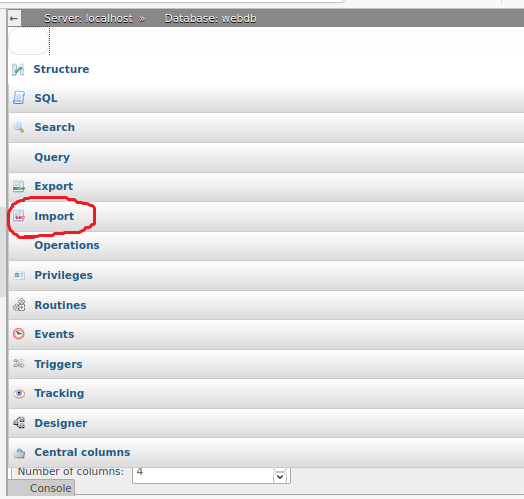 Server: localhost » Database: webdb
Structure
SQL
Search
Query
Export
Import
Operations
Privileges
Routines
Events
Triggers
Tracking
Designer
Central columns
Number of columns: 4
Console